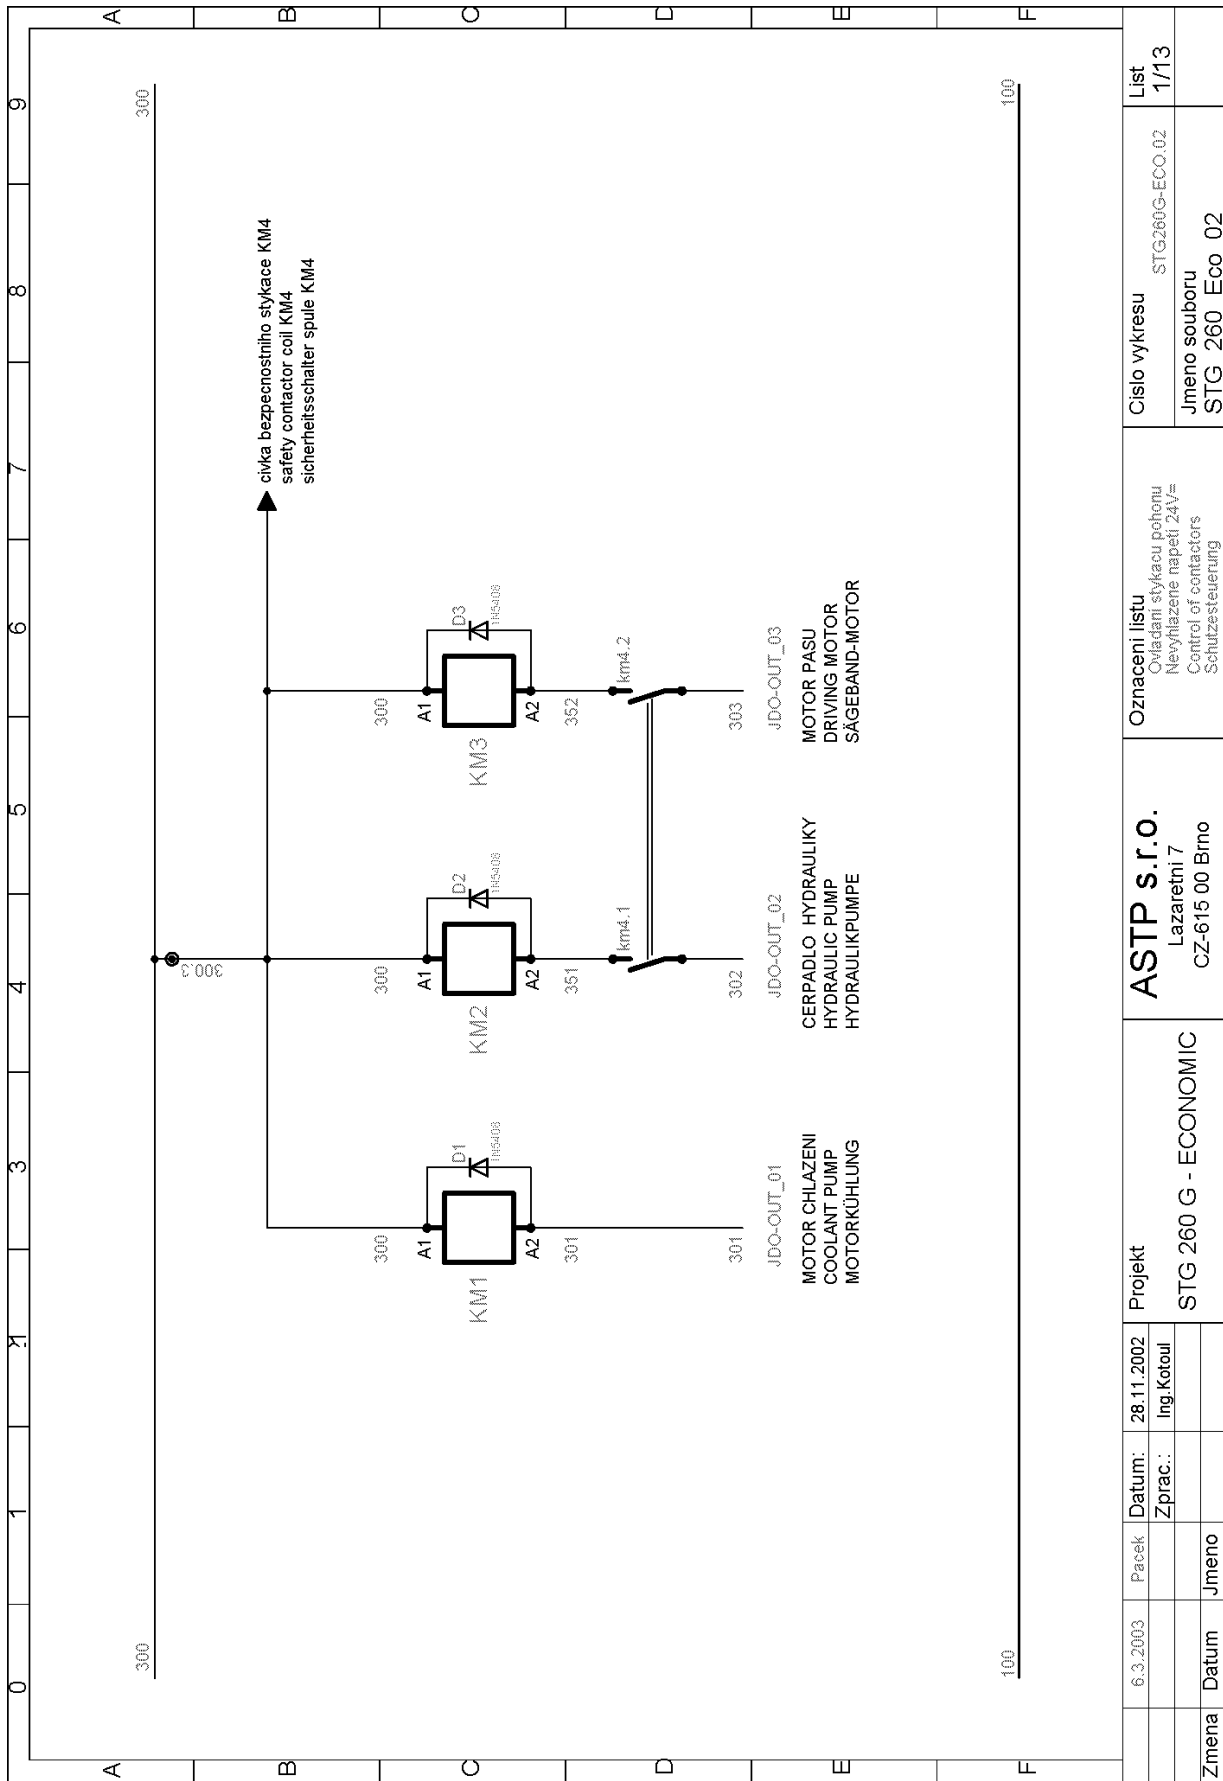 0 1 1 3 4 5 6 7 8 9
A
B
C
D
E
F
A
B
C
D
E
F
300
300
300.3
civka bezpecnostniho stykace KM4
safety contactor coil KM4
sicherheitsschalter spule KM4
300
300
300
A1
A1
A1
KM1
D1
1N5408
KM2
D2
1N5408
KM3
D3
1N5408
A2
A2
A2
301
351
352
km4.1
km4.2
301
302
303
JDO-OUT_01
JDO-OUT_02
JDO-OUT_03
MOTOR CHLAZENI
COOLANT PUMP
MOTORKÜHLUNG
CERPADLO HYDRAULIKY
HYDRAULIC PUMP
HYDRAULIKPUMPE
MOTOR PASU
DRIVING MOTOR
SÄGEBAND-MOTOR
100
100
6.3.2003 Pacek
Zmena Datum Jmeno
Datum: 28.11.2002
Zprac.: Ing.Kotoul
Projekt
STG 260 G - ECONOMIC
ASTP s.r.o.
Lazaretni 7
CZ-615 00 Brno
Oznaceni listu
Ovladani stykacu pohonu
Nevyhlazene napeti 24V=
Control of contactors
Schutzesteuerung
Cislo vykresu
STG260G-ECO.02
Jmeno souboru
STG 260 Eco 02
List
1/13